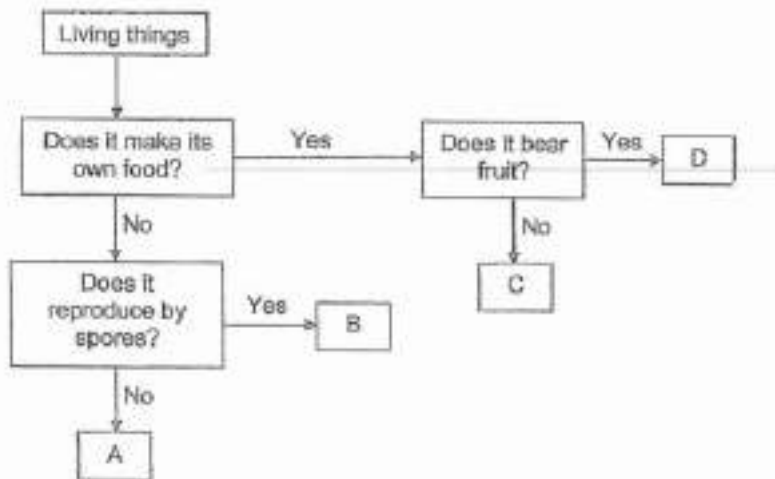 Living things
Does it make its
own food?
Yes
Does it bear
fruit?
Yes
D
No
No
C
Does it
reproduce by
spores?
Yes
B
No
A